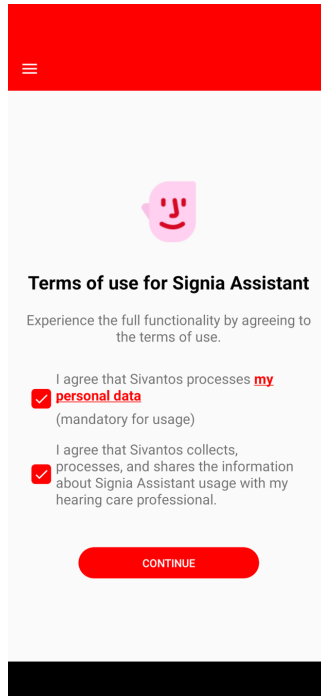 Terms of use for Signia Assistant
Experience the full functionality by agreeing to
the terms of use.
I agree that Sivantos processes my
personal data
(mandatory for usage)
I agree that Sivantos collects,
processes, and shares the information
about Signia Assistant usage with my
hearing care professional.
CONTINUE